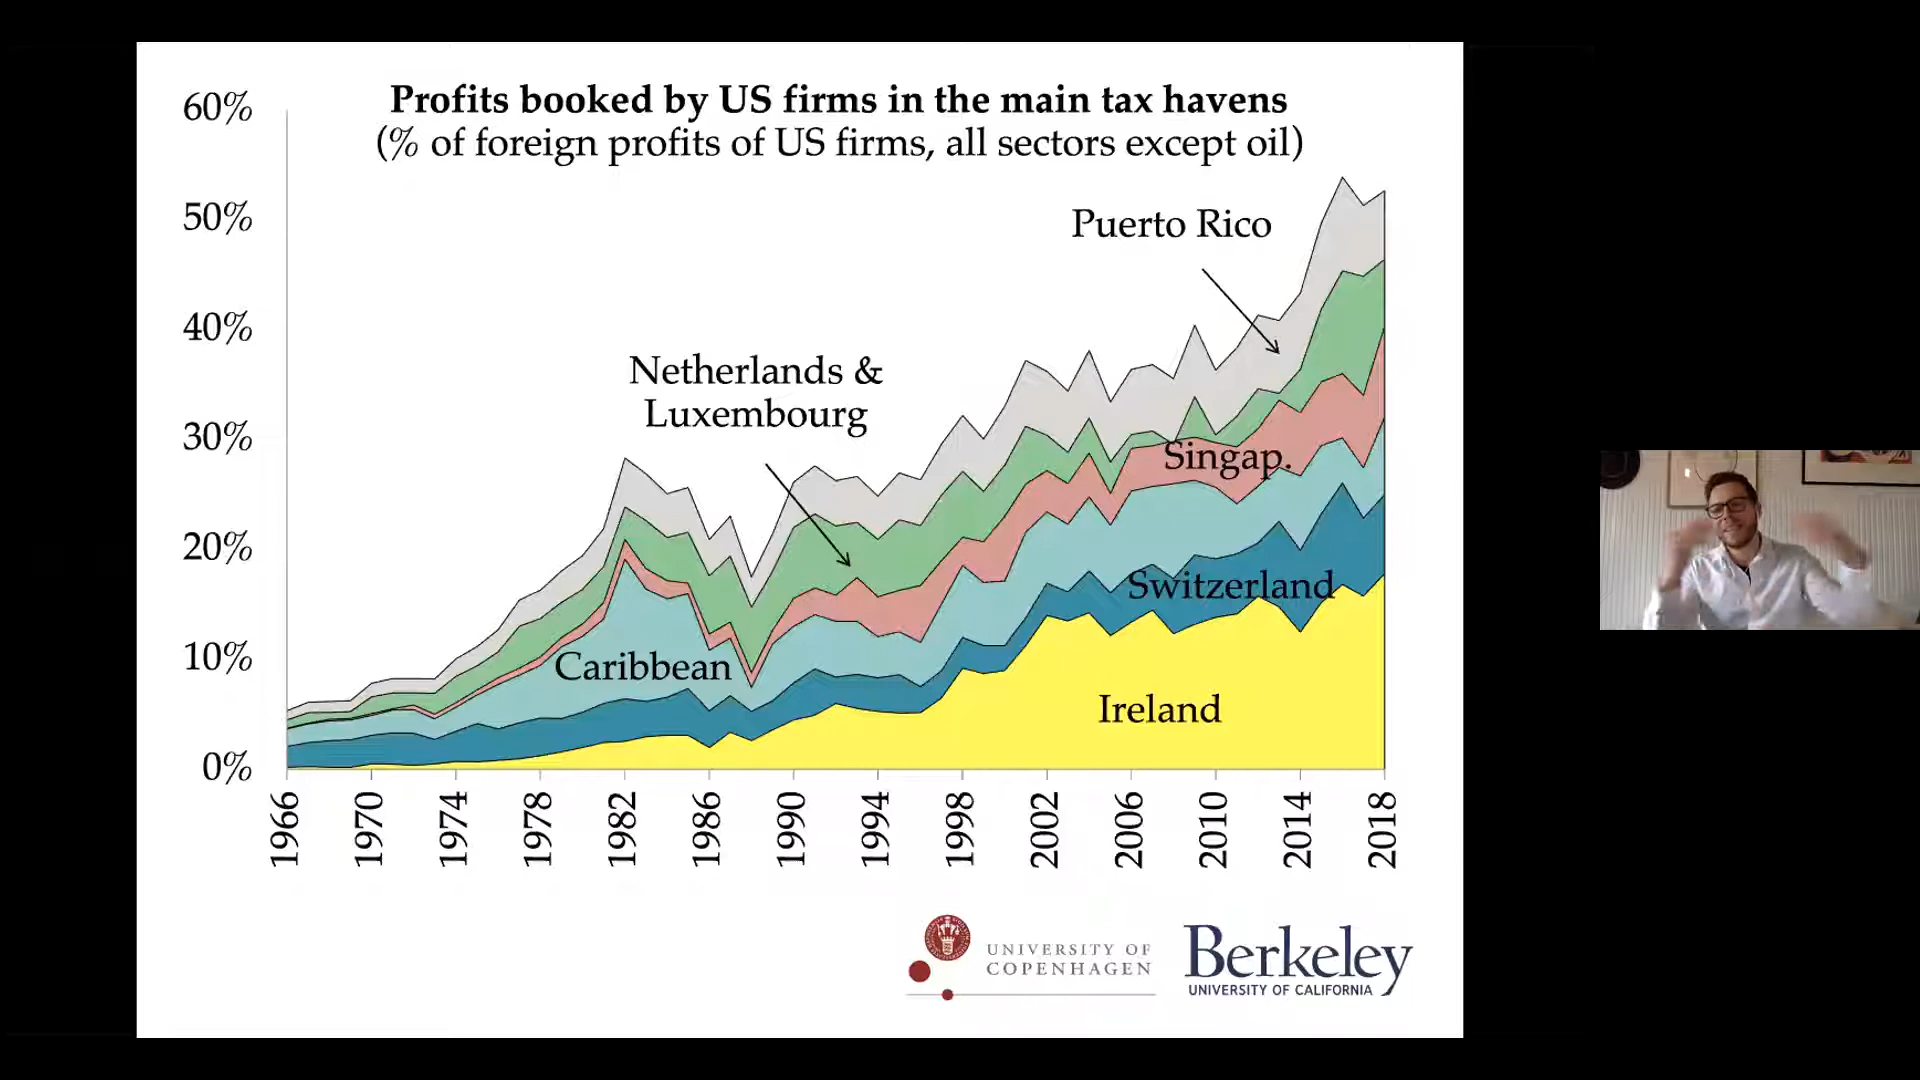 Profits booked by US firms in the main tax havens
(% of foreign profits of US firms, all sectors except oil)
60%
50%
40%
30%
20%
10%
0%
Puerto Rico
Netherlands &
Luxembourg
Singap.
Switzerland
Caribbean
Ireland
1966
1970
1974
1978
1982
1986
1990
1994
1998
2002
2006
2010
2014
2018
UNIVERSITY OF
COPENHAGEN
Berkeley
UNIVERSITY OF CALIFORNIA